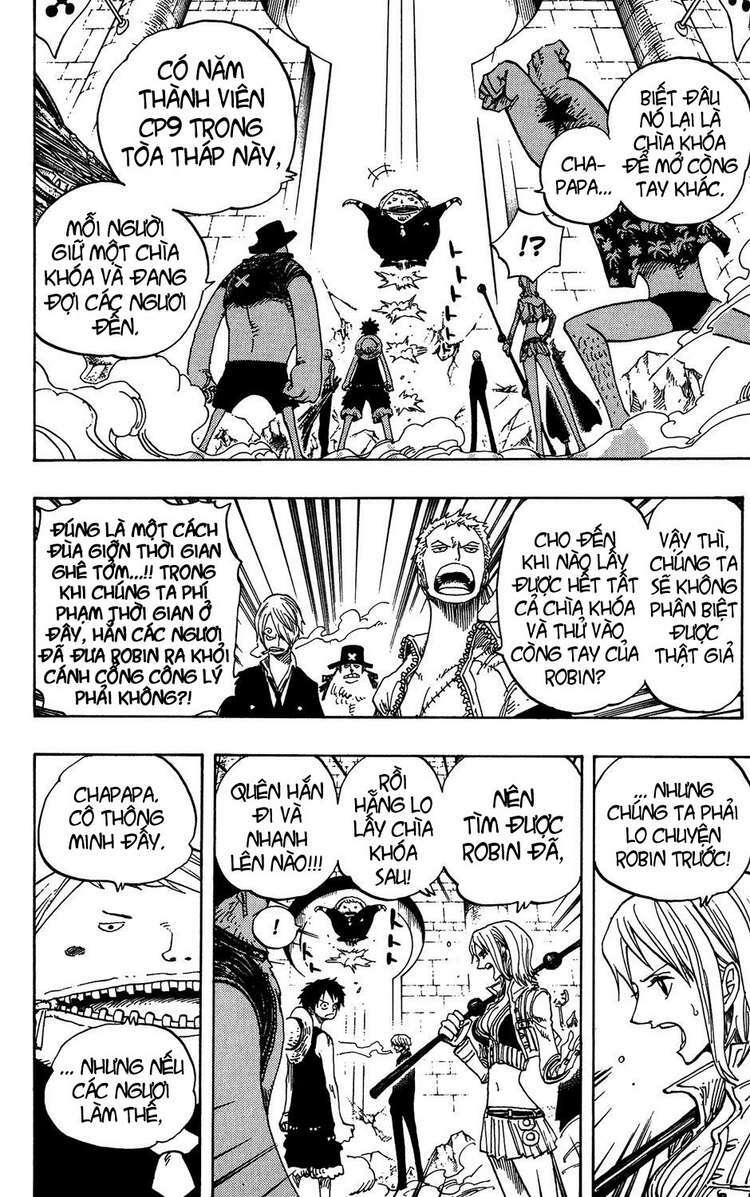 BIẾT ĐÂU
NÓ LẠI LÀ
CHÌA KHÓA
ĐỂ MỞ CÒNG
TAY KHÁC.
CHA-
PAPA...
CÓ NĂM
THÀNH VIÊN
CP9 TRONG
TÒA THÁP NÀY,
MỖI NGƯỜI
GIỮ MỘT CHÌA
KHÓA VÀ ĐANG
ĐỢI CÁC NGƯƠI
ĐẾN.
!?
VẬY THÌ,
CHÚNG TA
SẼ KHÔNG
PHÂN BIỆT
ĐƯỢC
THẬT GIẢ
CHO ĐẾN
KHI NÀO LẤY
ĐƯỢC HẾT TẤT
CẢ CHÌA KHÓA
VÀ THỬ VÀO
CÒNG TAY CỦA
ROBIN?
ĐÚNG LÀ MỘT CÁCH
ĐÙA GIỠN THỜI GIAN
GHÊ TỞM...!! TRONG
KHI CHÚNG TA PHÍ
PHẠM THỜI GIAN Ở
ĐÂY, HẲN CÁC NGƯƠI
ĐÃ ĐƯA ROBIN RA KHỎI
CÁNH CỔNG CÔNG LÝ
PHẢI KHÔNG?!
... NHƯNG
CHÚNG TA PHẢI
LO CHUYỆN
ROBIN TRƯỚC!
NÊN
TÌM ĐƯỢC
ROBIN ĐÃ,
RỒI
HẴNG LO
LẤY CHÌA
KHÓA
SAU!
QUÊN HẮN
ĐI VÀ
NHANH
LÊN NÀO!!!
!
CHAPAPA,
CÔ THÔNG
MINH ĐẤY.
... NHƯNG NẾU
CÁC NGƯƠI
LÀM THẾ,